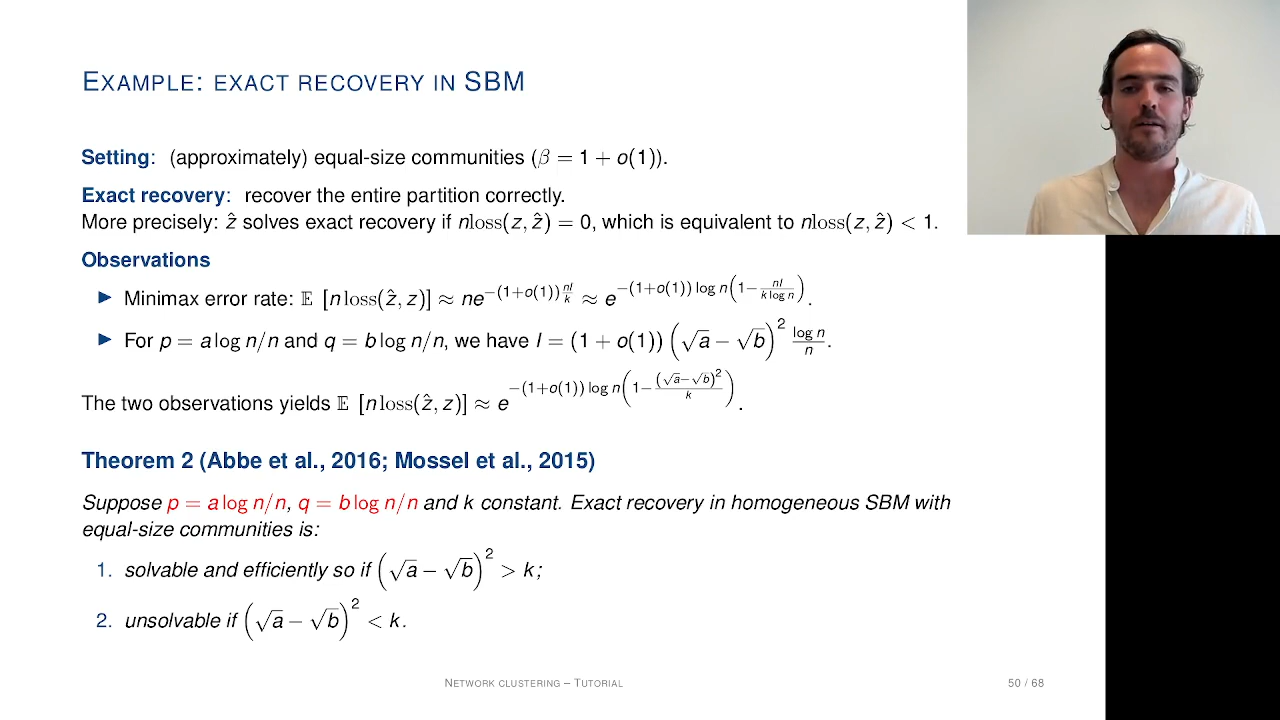 EXAMPLE: EXACT RECOVERY IN SBM
Setting: (approximately) equal-size communities (β = 1 + o(1)).
Exact recovery: recover the entire partition correctly.
More precisely: ẑ solves exact recovery if nloss(z, ẑ) = 0, which is equivalent to nloss(z, ẑ) < 1.
Observations
▶ Minimax error rate: 𝔼 [n loss(ẑ, z)] ≈ ne^{−(1+o(1)) nI/k} ≈ e^{−(1+o(1)) log n(1− nI/(k log n))}.
▶ For p = a log n/n and q = b log n/n, we have I = (1 + o(1)) (√a − √b)² log n/n.
The two observations yields 𝔼 [n loss(ẑ, z)] ≈ e^{−(1+o(1)) log n(1− (√a−√b)²/k)}.
Theorem 2 (Abbe et al., 2016; Mossel et al., 2015)
Suppose p = a log n/n, q = b log n/n and k constant. Exact recovery in homogeneous SBM with
equal-size communities is:
1. solvable and efficiently so if (√a − √b)² > k;
2. unsolvable if (√a − √b)² < k.
NETWORK CLUSTERING – TUTORIAL
50 / 68